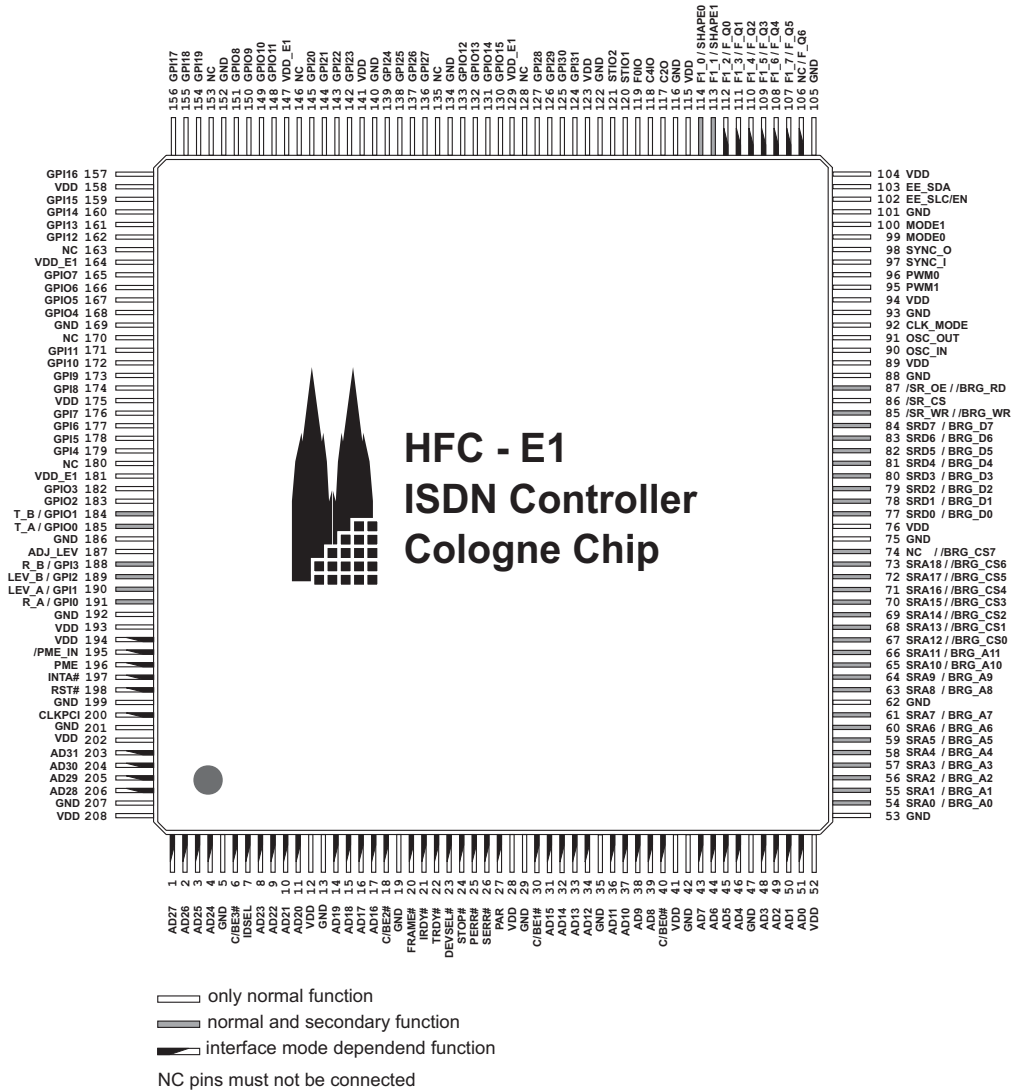 156 GPI17
155 GPI18
154 GPI19
153 NC
152 GND
151 GPIO8
150 GPIO9
149 GPIO10
148 GPIO11
147 VDD_E1
146 NC
145 GPI20
144 GPI21
143 GPI22
142 GPI23
141 VDD
140 GND
139 GPI24
138 GPI25
137 GPI26
136 GPI27
135 NC
134 GND
133 GPIO12
132 GPIO13
131 GPIO14
130 GPIO15
129 VDD_E1
128 NC
127 GPI28
126 GPI29
125 GPI30
124 GPI31
123 VDD
122 GND
121 STIO2
120 STIO1
119 F0IO
118 C4IO
117 C2O
116 GND
115 VDD
114 F1_0 / SHAPE0
113 F1_1 / SHAPE1
112 F1_2 / F_Q0
111 F1_3 / F_Q1
110 F1_4 / F_Q2
109 F1_5 / F_Q3
108 F1_6 / F_Q4
107 F1_7 / F_Q5
106 NC / F_Q6
105 GND
GPI16 157
VDD 158
GPI15 159
GPI14 160
GPI13 161
GPI12 162
NC 163
VDD_E1 164
GPIO7 165
GPIO6 166
GPIO5 167
GPIO4 168
GND 169
NC 170
GPI11 171
GPI10 172
GPI9 173
GPI8 174
VDD 175
GPI7 176
GPI6 177
GPI5 178
GPI4 179
NC 180
VDD_E1 181
GPIO3 182
GPIO2 183
T_B / GPIO1 184
T_A / GPIO0 185
GND 186
ADJ_LEV 187
R_B / GPI3 188
LEV_B / GPI2 189
LEV_A / GPI1 190
R_A / GPI0 191
GND 192
VDD 193
VDD 194
/PME_IN 195
PME 196
INTA# 197
RST# 198
GND 199
CLKPCI 200
GND 201
VDD 202
AD31 203
AD30 204
AD29 205
AD28 206
GND 207
VDD 208
HFC - E1
ISDN Controller
Cologne Chip
104 VDD
103 EE_SDA
102 EE_SLC/EN
101 GND
100 MODE1
99 MODE0
98 SYNC_O
97 SYNC_I
96 PWM0
95 PWM1
94 VDD
93 GND
92 CLK_MODE
91 OSC_OUT
90 OSC_IN
89 VDD
88 GND
87 /SR_OE / /BRG_RD
86 /SR_CS
85 /SR_WR / /BRG_WR
84 SRD7 / BRG_D7
83 SRD6 / BRG_D6
82 SRD5 / BRG_D5
81 SRD4 / BRG_D4
80 SRD3 / BRG_D3
79 SRD2 / BRG_D2
78 SRD1 / BRG_D1
77 SRD0 / BRG_D0
76 VDD
75 GND
74 NC / /BRG_CS7
73 SRA18 / /BRG_CS6
72 SRA17 / /BRG_CS5
71 SRA16 / /BRG_CS4
70 SRA15 / /BRG_CS3
69 SRA14 / /BRG_CS2
68 SRA13 / /BRG_CS1
67 SRA12 / /BRG_CS0
66 SRA11 / BRG_A11
65 SRA10 / BRG_A10
64 SRA9 / BRG_A9
63 SRA8 / BRG_A8
62 GND
61 SRA7 / BRG_A7
60 SRA6 / BRG_A6
59 SRA5 / BRG_A5
58 SRA4 / BRG_A4
57 SRA3 / BRG_A3
56 SRA2 / BRG_A2
55 SRA1 / BRG_A1
54 SRA0 / BRG_A0
53 GND
AD27 1
AD26 2
AD25 3
AD24 4
GND 5
C/BE3# 6
IDSEL 7
AD23 8
AD22 9
AD21 10
AD20 11
VDD 12
GND 13
AD19 14
AD18 15
AD17 16
AD16 17
C/BE2# 18
GND 19
FRAME# 20
IRDY# 21
TRDY# 22
DEVSEL# 23
STOP# 24
PERR# 25
SERR# 26
PAR 27
VDD 28
GND 29
C/BE1# 30
AD15 31
AD14 32
AD13 33
AD12 34
GND 35
AD11 36
AD10 37
AD9 38
AD8 39
C/BE0# 40
VDD 41
GND 42
AD7 43
AD6 44
AD5 45
AD4 46
GND 47
AD3 48
AD2 49
AD1 50
AD0 51
VDD 52
only normal function
normal and secondary function
interface mode dependend function
NC pins must not be connected